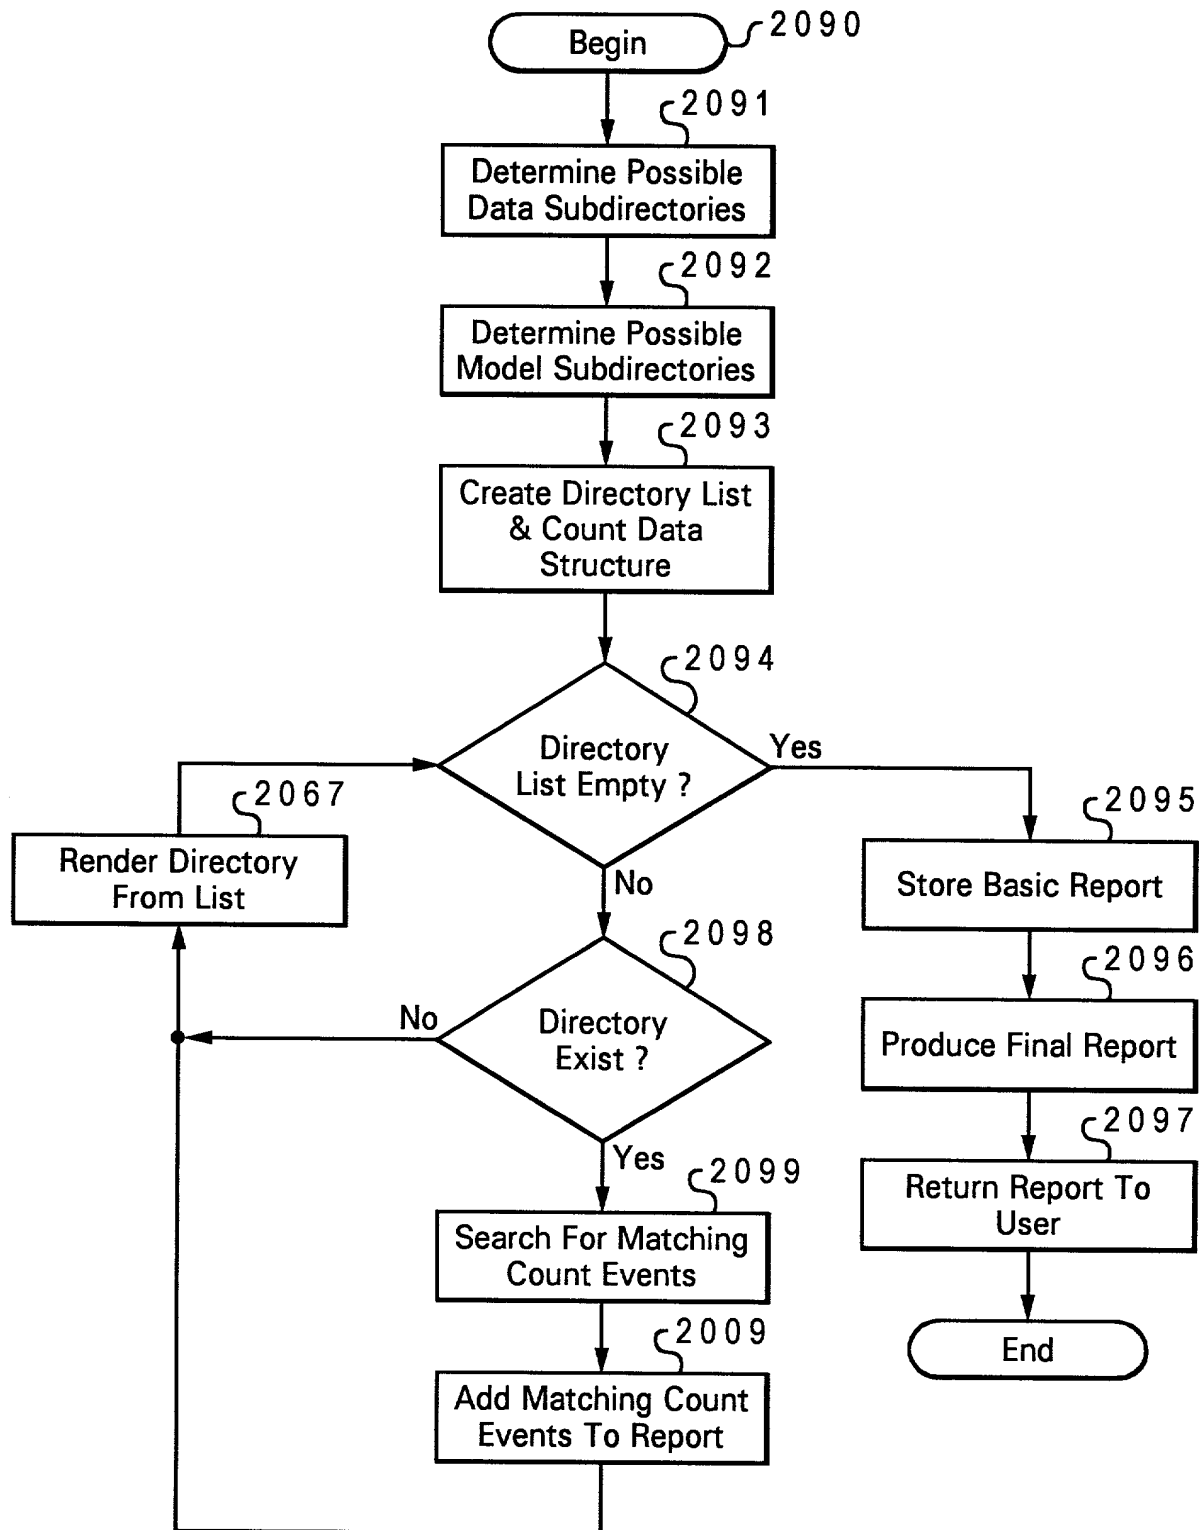 Begin
2090
2091
Determine Possible
Data Subdirectories
2092
Determine Possible
Model Subdirectories
2093
Create Directory List
& Count Data
Structure
2094
Directory
List Empty ?
Yes
No
2067
Render Directory
From List
2095
Store Basic Report
2098
Directory
Exist ?
No
Yes
2096
Produce Final Report
2097
Return Report To
User
2099
Search For Matching
Count Events
End
2009
Add Matching Count
Events To Report